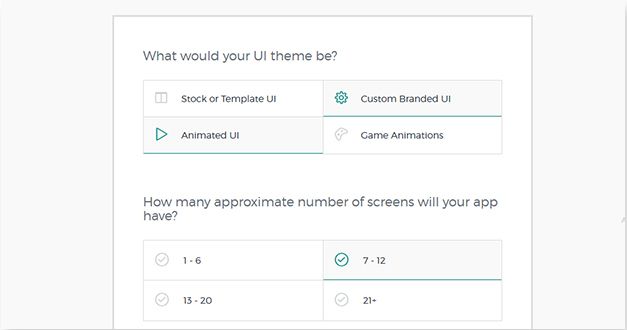 What would your UI theme be?
Stock or Template UI
Custom Branded UI
Animated UI
Game Animations
How many approximate number of screens will your app
have?
1 - 6
7 - 12
13 - 20
21+